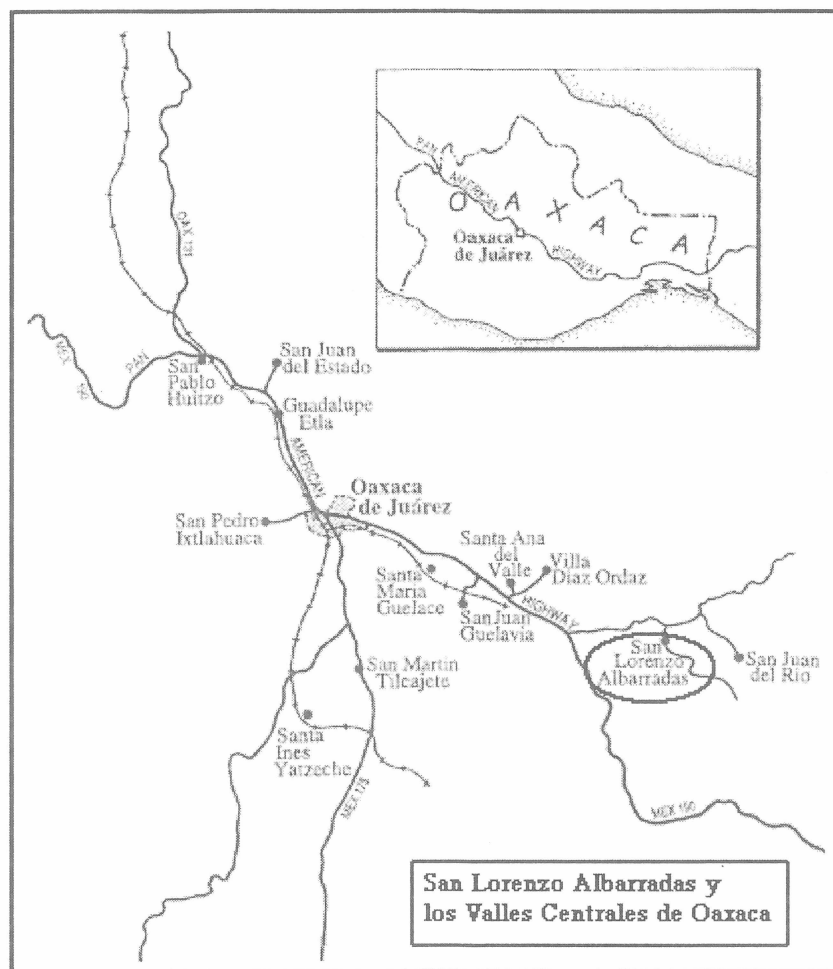 PAN
AMERICAN
HIGHWAY
OAXACA
Oaxaca
de Juárez
OAX 131
PAN
San
Pablo
Huitzo
San Juan
del Estado
Guadalupe
Etla
AMERICAN
Oaxaca
de Juárez
San Pedro
Ixtlahuaca
Santa
Maria
Guelace
Santa Ana
del
Valle
Villa
Diaz Ordaz
San Juan
Guelavia
HIGHWAY
San
Lorenzo
Albarradas
San Juan
del Rio
San Martin
Tilcajete
Santa
Ines
Yatzeche
MEX 175
MEX 190
San Lorenzo Albarradas y
los Valles Centrales de Oaxaca